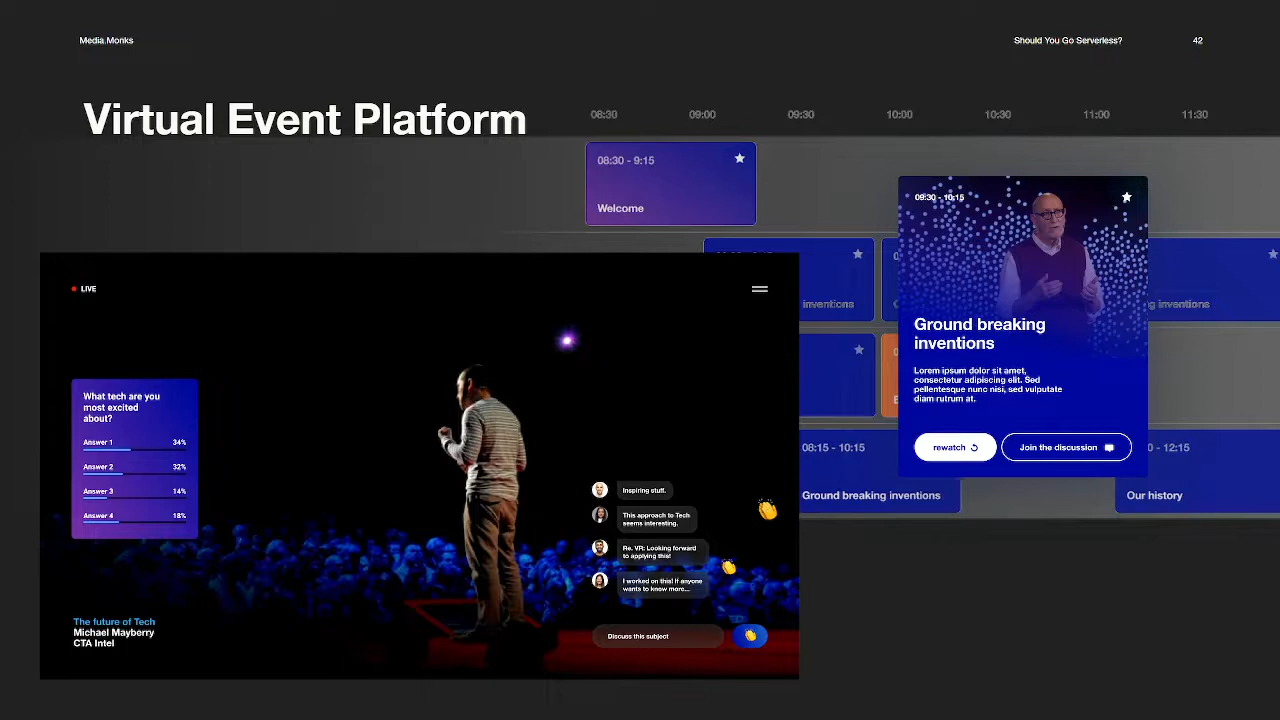 Media.Monks
Should You Go Serverless?
42
Virtual Event Platform
08:30
09:00
09:30
10:00
10:30
11:00
11:30
08:30 - 9:15
Welcome
09:30 - 10:15
inventions
inventions
Ground breaking
inventions
Lorem ipsum dolor sit amet,
consectetur adipiscing elit. Sed
pellentesque nunc nisi, sed vulputate
diam rutrum at.
rewatch
Join the discussion
08:15 - 10:15
Ground breaking inventions
- 12:15
Our history
LIVE
What tech are you
most excited
about?
Answer 1 34%
Answer 2 32%
Answer 3 14%
Answer 4 18%
Inspiring stuff.
This approach to Tech
seems interesting.
Re. VR: Looking forward
to applying this!
I worked on this! If anyone
wants to know more...
Discuss this subject
The future of Tech
Michael Mayberry
CTA Intel